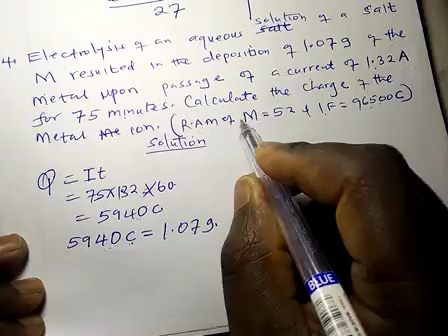 27
4. Electrolysis of an aqueous solution of a salt
M resulted in the deposition of 1.07g of the
metal upon passage of a current of 1.32A
for 75 minutes. Calculate the charge of the
metal ion. (R.A.M of M = 52 & 1F = 96500C)
Solution
Q = It
= 75 x 1.32 x 60
= 5940C
5940C = 1.07g.
BLUE